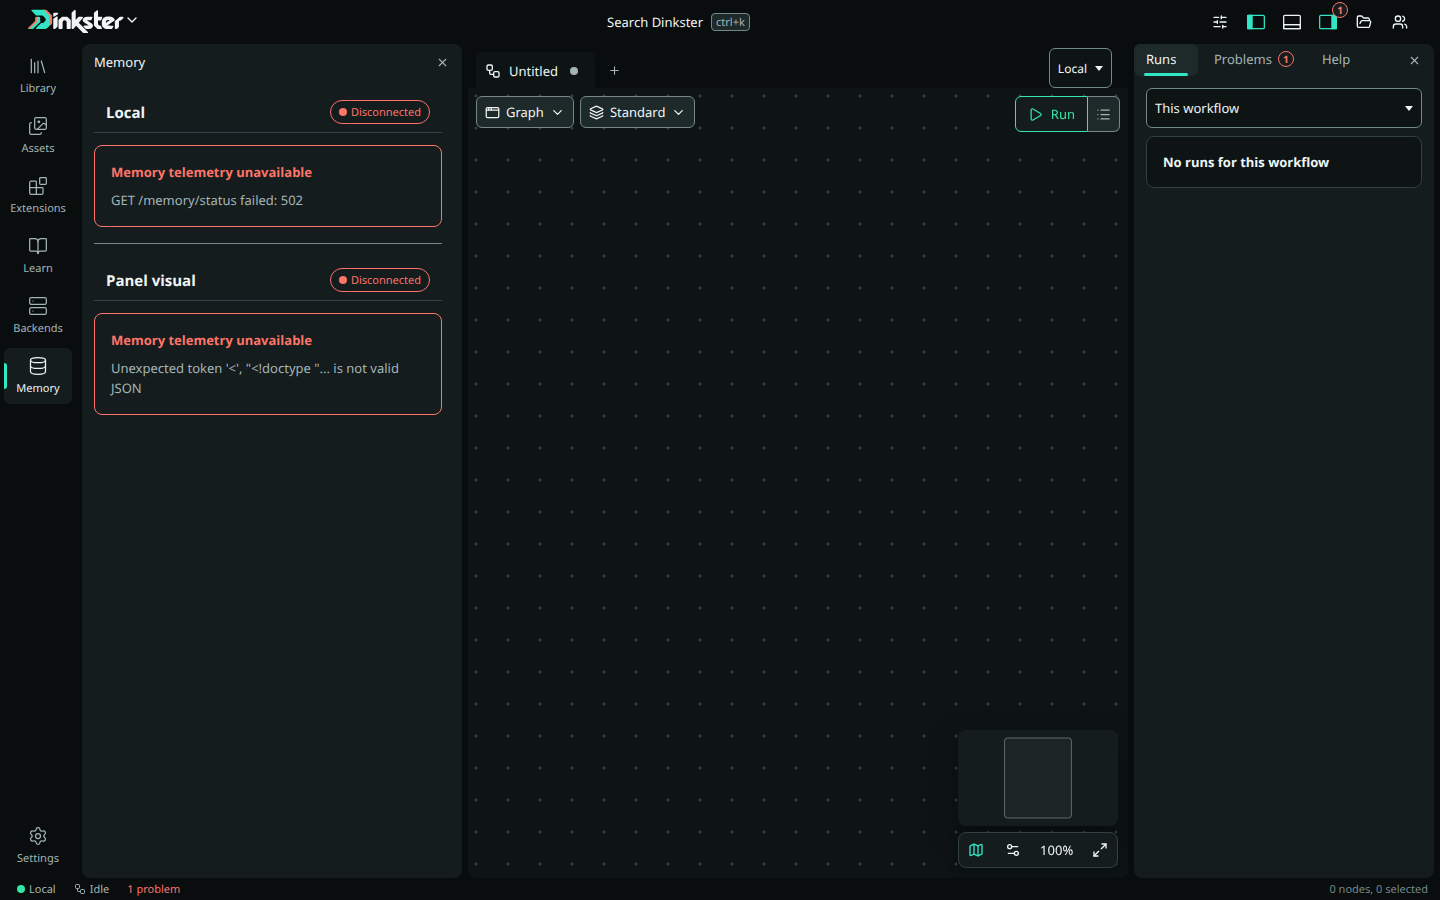 Dinkster
Search Dinkster ctrl+k
1
Library
Assets
Extensions
Learn
Backends
Memory
Settings
Memory
Local
Disconnected
Memory telemetry unavailable
GET /memory/status failed: 502
Panel visual
Disconnected
Memory telemetry unavailable
Unexpected token '<', "<!doctype "... is not valid
JSON
Untitled
Local
Graph
Standard
Run
100%
Runs
Problems 1
Help
This workflow
No runs for this workflow
Local
Idle
1 problem
0 nodes, 0 selected